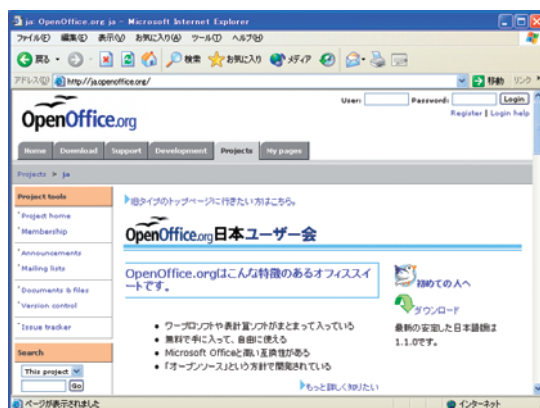 ja: OpenOffice.org ja - Microsoft Internet Explorer
ファイル(F) 編集(E) 表示(V) お気に入り(A) ツール(T) ヘルプ(H)
戻る 検索 お気に入り メディア
アドレス(D) http://ja.openoffice.org/ 移動 リンク
User: Password: Login
Register | Login help
OpenOffice.org
Home Download Support Development Projects My pages
Projects > ja
Project tools
Project home
Membership
Announcements
Mailing lists
Documents & files
Version control
Issue tracker
Search
This project
Go
旧タイプのトップページに行きたい方はこちら。
OpenOffice.org日本ユーザー会
OpenOffice.orgはこんな特徴のあるオフィススイ
ートです。
• ワープロソフトや表計算ソフトがまとまって入っている
• 無料で手に入って、自由に使える
• Microsoft Officeと高い互換性がある
• 「オープンソース」という方針で開発されている
もっと詳しく知りたい
初めての人へ
ダウンロード
最新の安定した日本語版は
1.1.0です。
ページが表示されました インターネット